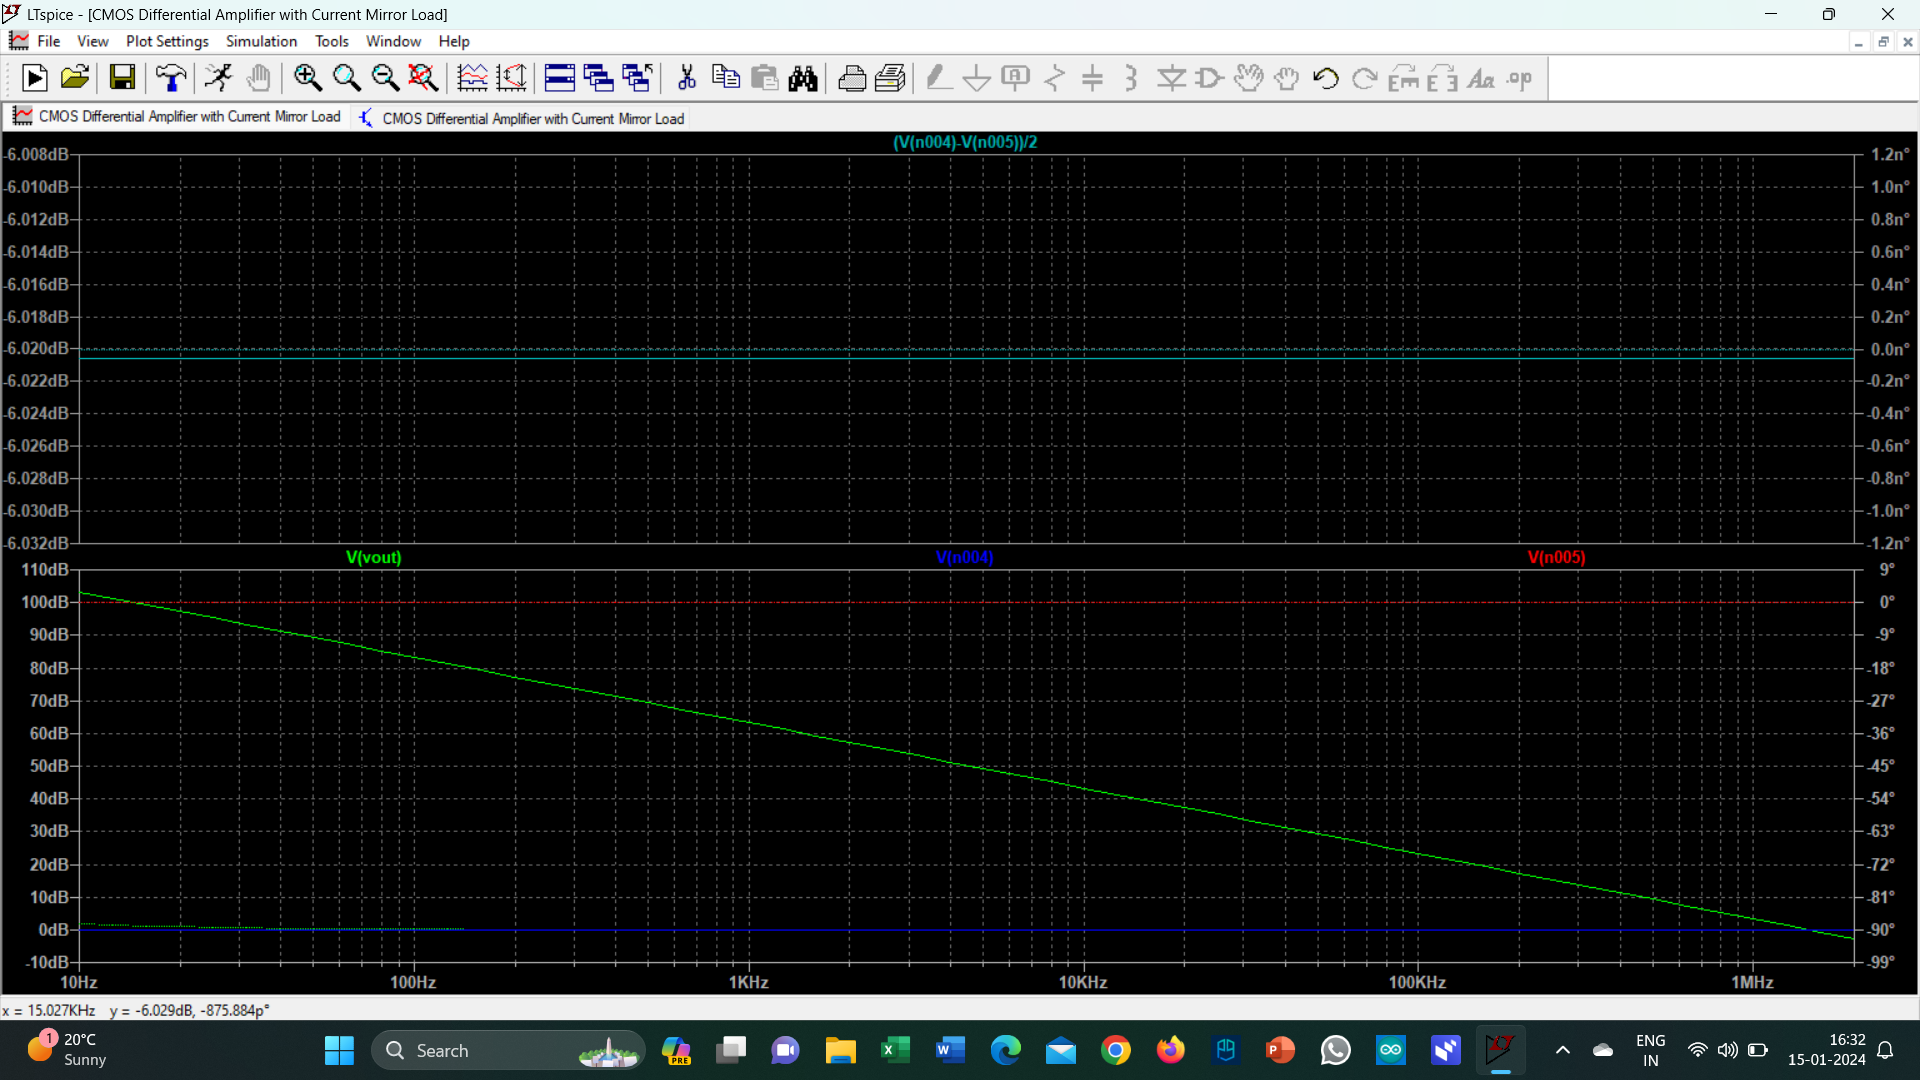 LTspice - [CMOS Differential Amplifier with Current Mirror Load]
File View Plot Settings Simulation Tools Window Help
Aa .op
CMOS Differential Amplifier with Current Mirror Load CMOS Differential Amplifier with Current Mirror Load
(V(n004)-V(n005))/2
-6.008dB 1.2n°
-6.010dB 1.0n°
-6.012dB 0.8n°
-6.014dB 0.6n°
-6.016dB 0.4n°
-6.018dB 0.2n°
-6.020dB 0.0n°
-6.022dB -0.2n°
-6.024dB -0.4n°
-6.026dB -0.6n°
-6.028dB -0.8n°
-6.030dB -1.0n°
-6.032dB -1.2n°
V(vout) V(n004) V(n005)
110dB 9°
100dB 0°
90dB -9°
80dB -18°
70dB -27°
60dB -36°
50dB -45°
40dB -54°
30dB -63°
20dB -72°
10dB -81°
0dB -90°
-10dB -99°
10Hz 100Hz 1KHz 10KHz 100KHz 1MHz
x = 15.027KHz y = -6.029dB, -875.884p°
1 20°C
Sunny
Search
PRE
ENG
IN
16:32
15-01-2024